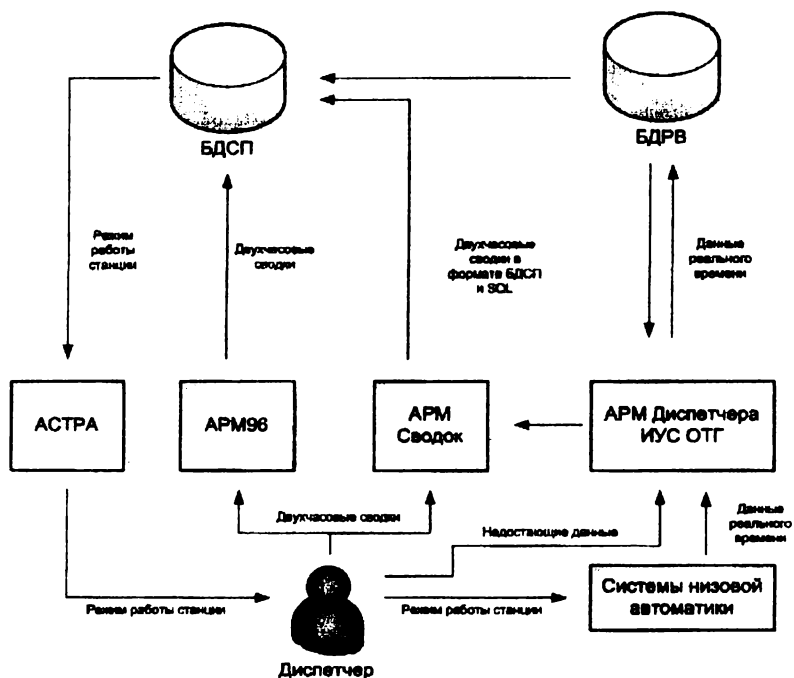 БДСП
БДРВ
Режим
работы
станции
Двухчасовые
сводки
Двухчасовые
сводки в
формате БДСП
и SQL
Данные
реального
времени
АСТРА
АРМ96
АРМ
Сводок
АРМ Диспетчера
ИУС ОТГ
Двухчасовые сводки
Недостающие данные
Данные
реального
времени
Режим работы станции
Режим работы станции
Системы низовой
автоматики
Диспетчер